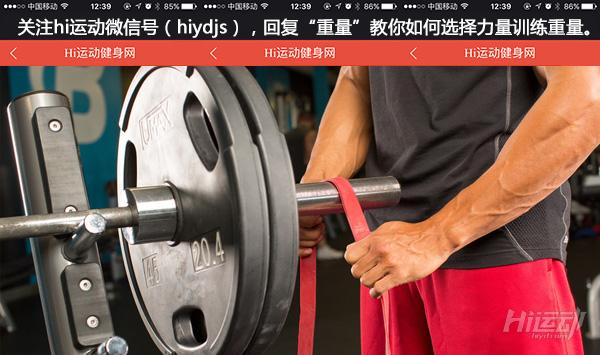 中国移动 12:39 85% 中国移动 12:39 86% 中国移动 12:39 86%
关注hi运动微信号（hiydjs），回复“重量”教你如何选择力量训练重量。
Hi运动健身网 Hi运动健身网 Hi运动健身网
45
20.4
Hi运动
hiydcom